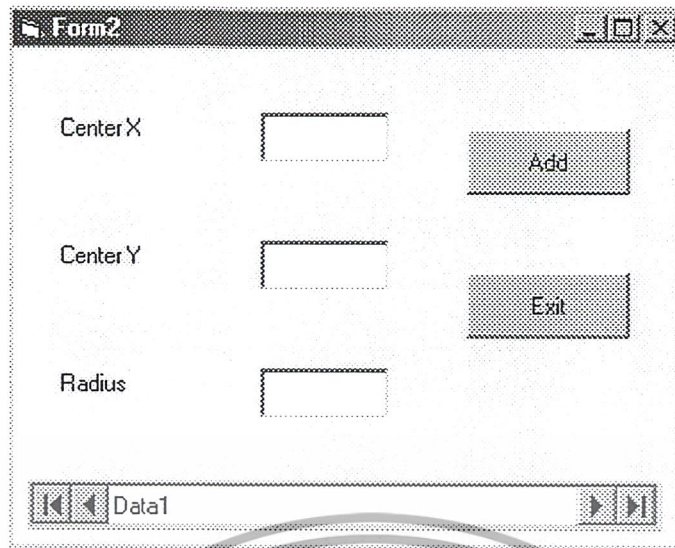 Form2
Center X
Add
Center Y
Exit
Radius
Data1